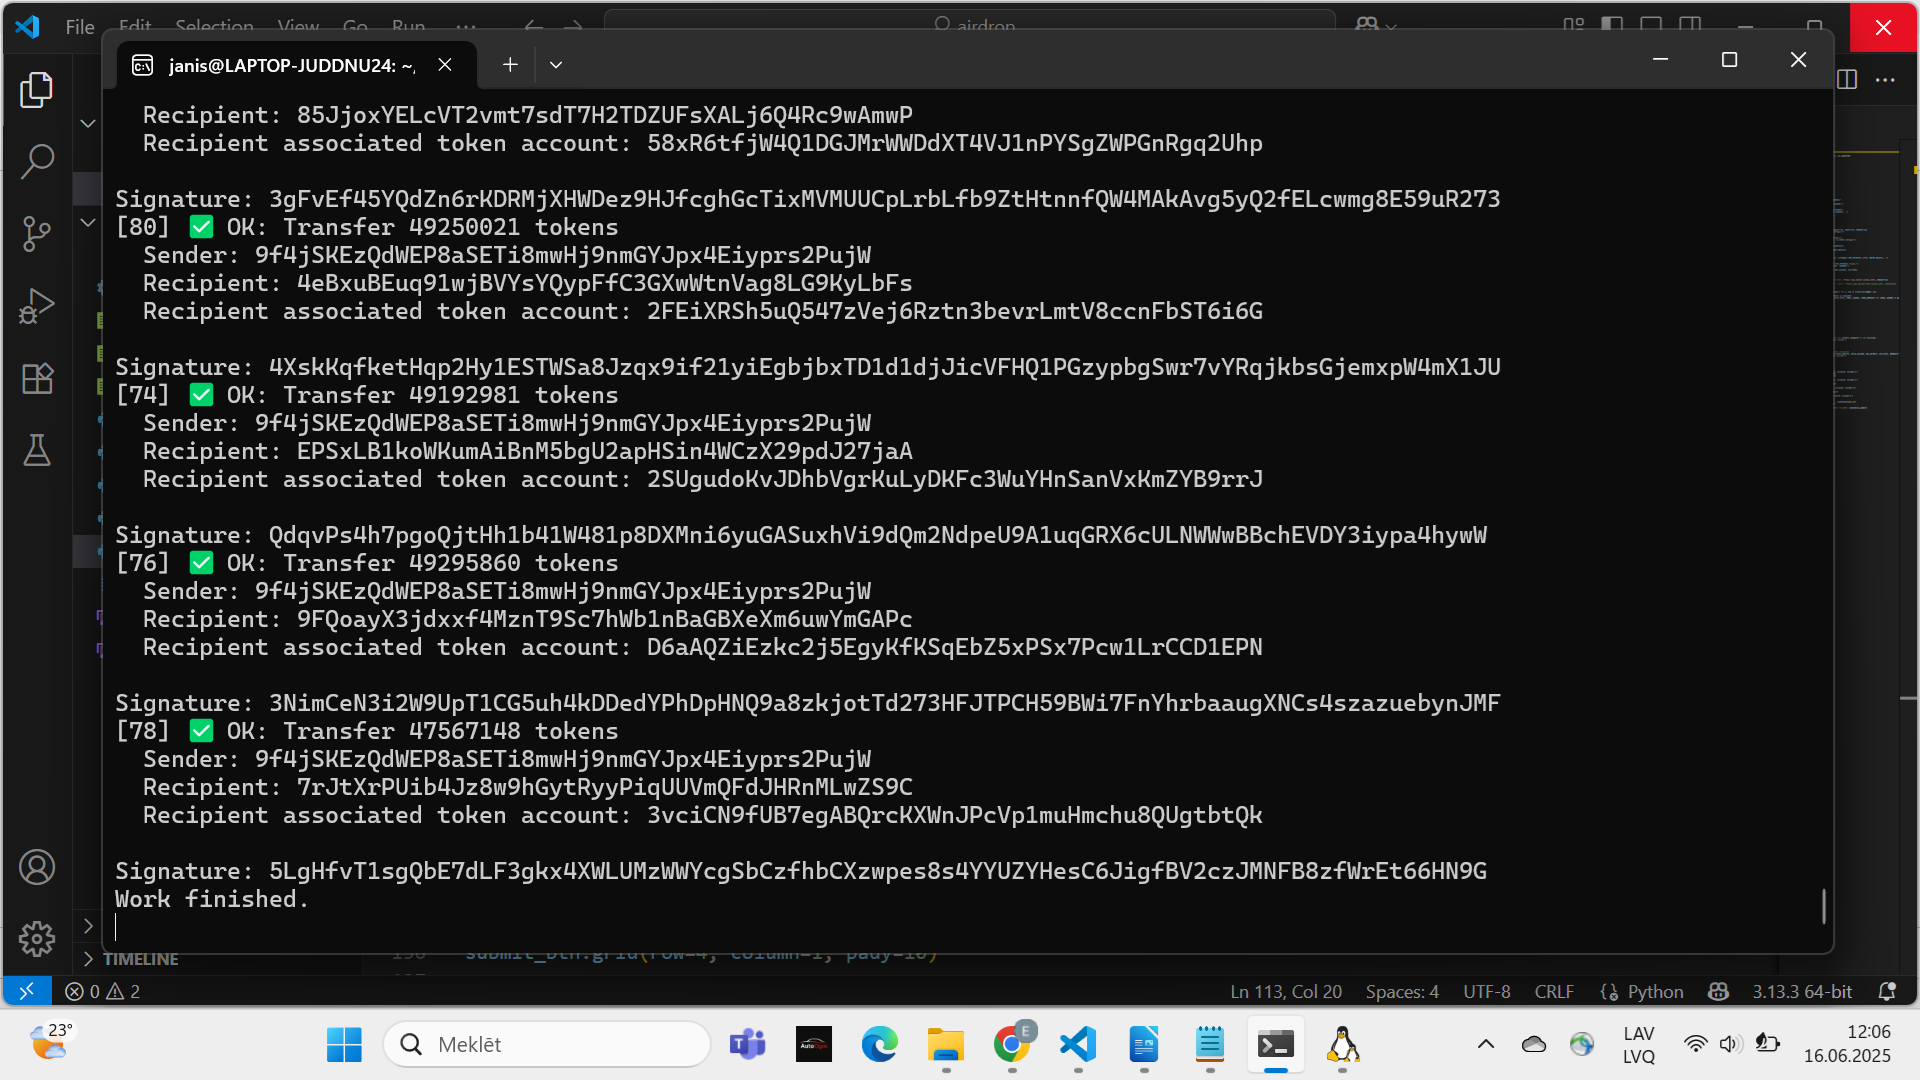 File Edit Selection View Go Run ... airdrop
janis@LAPTOP-JUDDNU24: ~,
Recipient: 85JjoxYELcVT2vmt7sdT7H2TDZUFsXALj6Q4Rc9wAmwP
Recipient associated token account: 58xR6tfjW4Q1DGJMrWWDdXT4VJ1nPYSgZWPGnRgq2Uhp
Signature: 3gFvEf45YQdZn6rKDRMjXHWDez9HJfcghGcTixMVMUUCpLrbLfb9ZtHtnnfQW4MAkAvg5yQ2fELcwmg8E59uR273
[80] ✅ OK: Transfer 49250021 tokens
Sender: 9f4jSKEzQdWEP8aSETi8mwHj9nmGYJpx4Eiyprs2PujW
Recipient: 4eBxuBEuq91wjBVYsYQypFfC3GXwWtnVag8LG9KyLbFs
Recipient associated token account: 2FEiXRSh5uQ547zVej6Rztn3bevrLmtV8ccnFbST6i6G
Signature: 4XskKqfketHqp2Hy1ESTWSa8Jzqx9if21yiEgbjbxTD1d1djJicVFHQ1PGzypbgSwr7vYRqjkbsGjemxpW4mX1JU
[74] ✅ OK: Transfer 49192981 tokens
Sender: 9f4jSKEzQdWEP8aSETi8mwHj9nmGYJpx4Eiyprs2PujW
Recipient: EPSxLB1koWKumAiBnM5bgU2apHSin4WCzX29pdJ27jaA
Recipient associated token account: 2SUgudoKvJDhbVgrKuLyDKFc3WuYHnSanVxKmZYB9rrJ
Signature: QdqvPs4h7pgoQjtHh1b41W481p8DXMni6yuGASuxhVi9dQm2NdpeU9A1uqGRX6cULNWWwBBchEVDY3iypa4hywW
[76] ✅ OK: Transfer 49295860 tokens
Sender: 9f4jSKEzQdWEP8aSETi8mwHj9nmGYJpx4Eiyprs2PujW
Recipient: 9FQoayX3jdxxf4MznT9Sc7hWb1nBaGBXeXm6uwYmGAPc
Recipient associated token account: D6aAQZiEzkc2j5EgyKfKSqEbZ5xPSx7Pcw1LrCCD1EPN
Signature: 3NimCeN3i2W9UpT1CG5uh4kDDedYPhDpHNQ9a8zkjotTd273HFJTPCH59BWi7FnYhrbaaugXNCs4szazuebynJMF
[78] ✅ OK: Transfer 47567148 tokens
Sender: 9f4jSKEzQdWEP8aSETi8mwHj9nmGYJpx4Eiyprs2PujW
Recipient: 7rJtXrPUib4Jz8w9hGytRyyPiqUUVmQFdJHRnMLwZS9C
Recipient associated token account: 3vciCN9fUB7egABQrcKXWnJPcVp1muHmchu8QUgtbtQk
Signature: 5LgHfvT1sgQbE7dLF3gkx4XWLUMzWWYcgSbCzfhbCXzwpes8s4YYUZYHesC6JigfBV2czJMNFB8zfWrEt66HN9G
Work finished.
TIMELINE
submit_btn.grid(row=4, column=1, pady=10)
0 2 Ln 113, Col 20 Spaces: 4 UTF-8 CRLF Python 3.13.3 64-bit
23° Meklēt LAV LVQ 12:06 16.06.2025